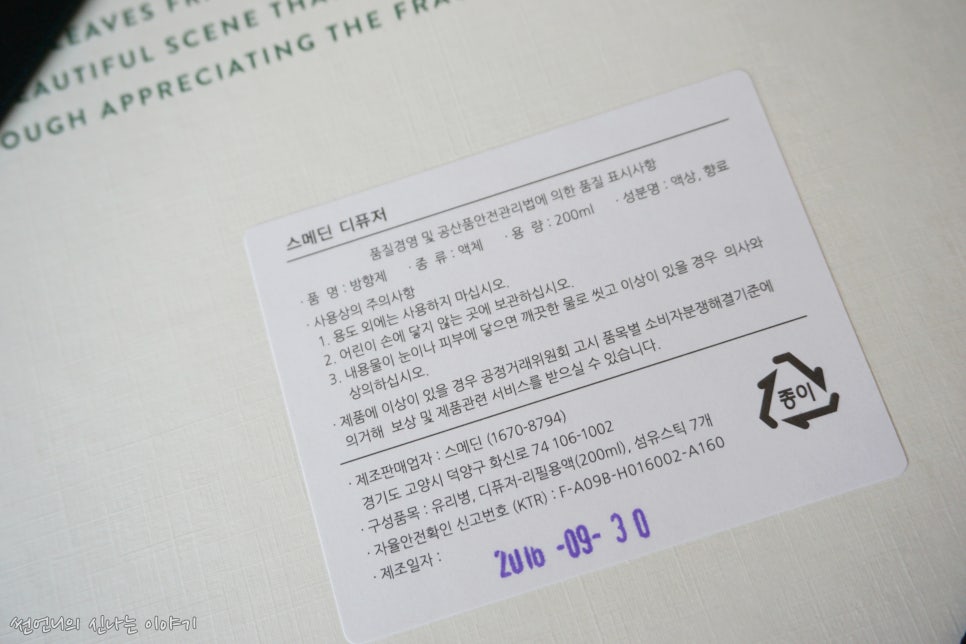 LEAVES FR
EAUTIFUL SCENE THA
OUGH APPRECIATING THE FRA
스메딘 디퓨저
품질경영 및 공산품안전관리법에 의한 품질 표시사항
· 품 명 : 방향제 · 종 류 : 액체 · 용 량 : 200ml · 성분명 : 액상, 향료
· 사용상의 주의사항
1. 용도 외에는 사용하지 마십시오.
2. 어린이 손에 닿지 않는 곳에 보관하십시오.
3. 내용물이 눈이나 피부에 닿으면 깨끗한 물로 씻고 이상이 있을 경우 의사와
상의하십시오.
· 제품에 이상이 있을 경우 공정거래위원회 고시 품목별 소비자분쟁해결기준에
의거해 보상 및 제품관련 서비스를 받으실 수 있습니다.
· 제조판매업자 : 스메딘 (1670-8794)
경기도 고양시 덕양구 화신로 74 106-1002
· 구성품목 : 유리병, 디퓨저-리필용액(200ml), 섬유스틱 7개
· 자율안전확인 신고번호 (KTR) : F-A09B-H016002-A160
· 제조일자 : 2016-09-30
종이
썬언니의 신나는 이야기